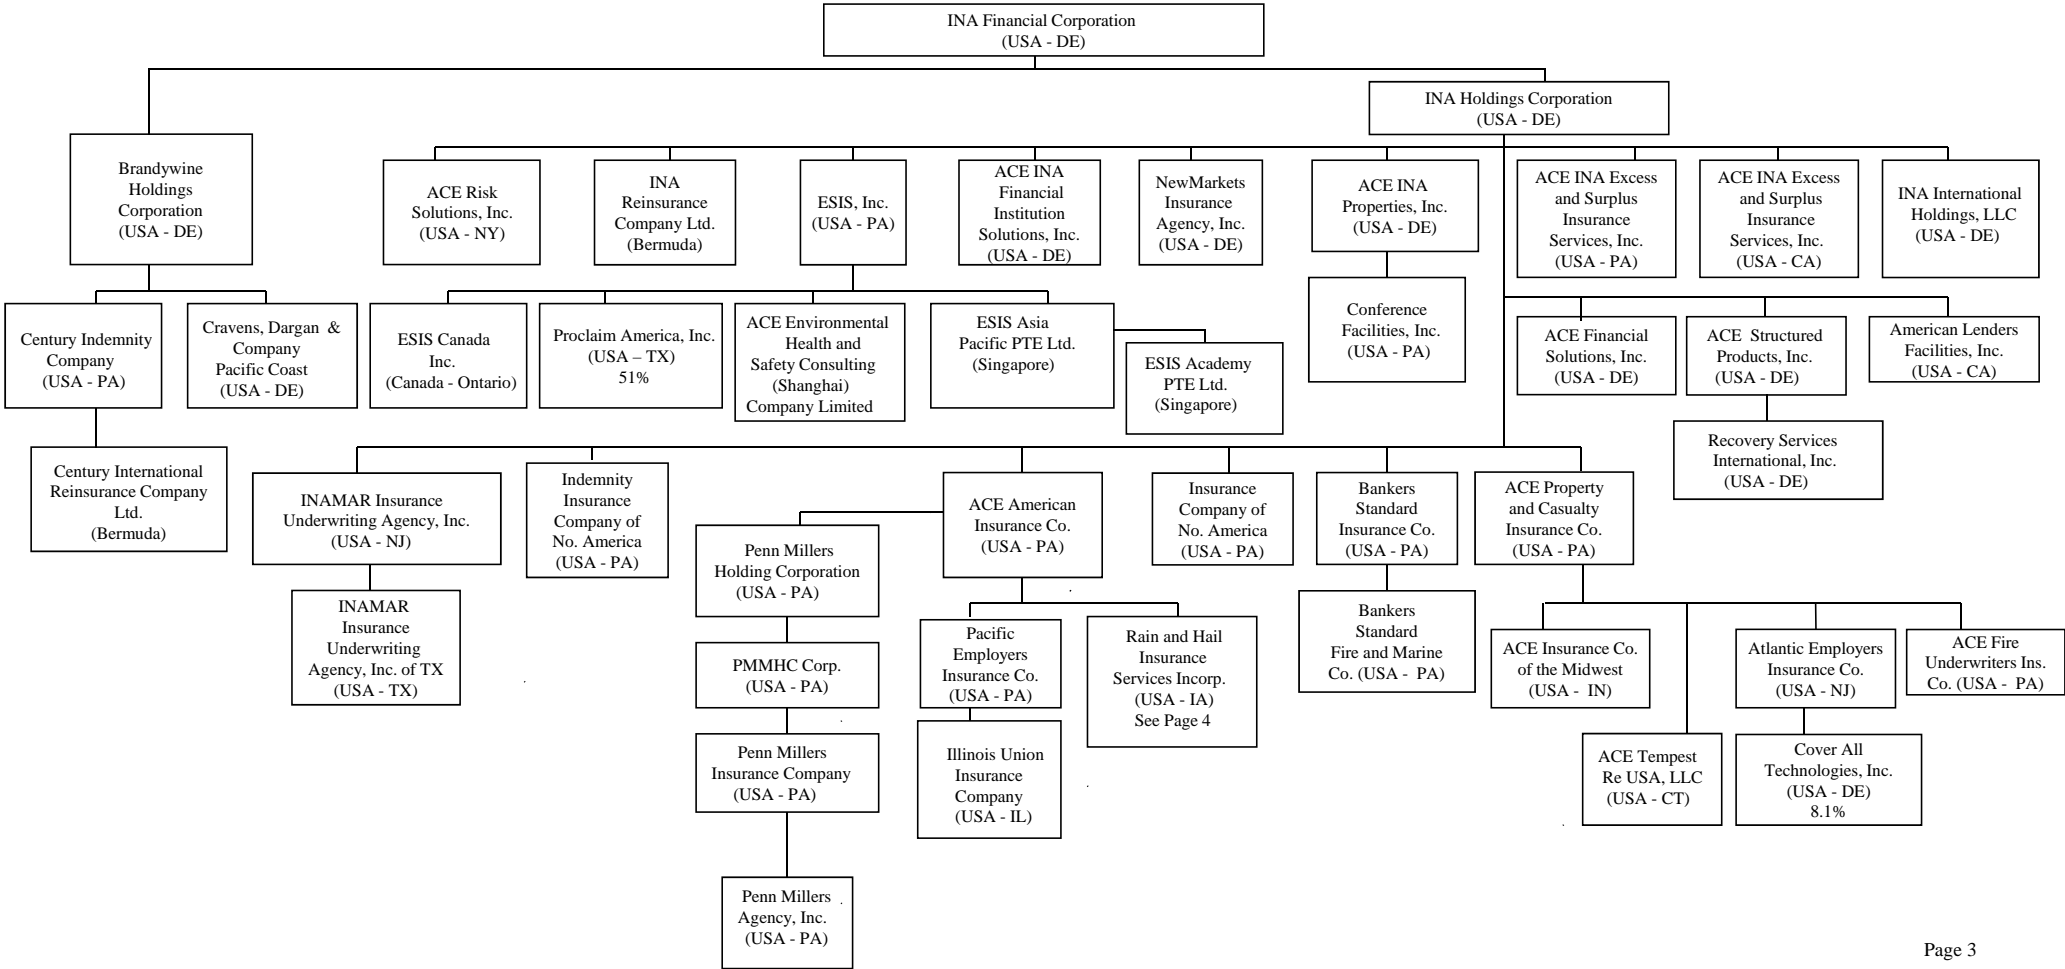 INA Financial Corporation
(USA - DE)
INA Holdings Corporation
(USA - DE)
Brandywine
Holdings
Corporation
(USA - DE)
ACE Risk
Solutions, Inc.
(USA - NY)
INA
Reinsurance
Company Ltd.
(Bermuda)
ESIS, Inc.
(USA - PA)
ACE INA
Financial
Institution
Solutions, Inc.
(USA - DE)
NewMarkets
Insurance
Agency, Inc.
(USA - DE)
ACE INA
Properties, Inc.
(USA - DE)
ACE INA Excess
and Surplus
Insurance
Services, Inc.
(USA - PA)
ACE INA Excess
and Surplus
Insurance
Services, Inc.
(USA - CA)
INA International
Holdings, LLC
(USA - DE)
Century Indemnity
Company
(USA - PA)
Cravens, Dargan &
Company
Pacific Coast
(USA - DE)
ESIS Canada
Inc.
(Canada - Ontario)
Proclaim America, Inc.
(USA – TX)
51%
ACE Environmental
Health and
Safety Consulting
(Shanghai)
Company Limited
ESIS Asia
Pacific PTE Ltd.
(Singapore)
ESIS Academy
PTE Ltd.
(Singapore)
Conference
Facilities, Inc.
(USA - PA)
ACE Financial
Solutions, Inc.
(USA - DE)
ACE Structured
Products, Inc.
(USA - DE)
American Lenders
Facilities, Inc.
(USA - CA)
Recovery Services
International, Inc.
(USA - DE)
Century International
Reinsurance Company
Ltd.
(Bermuda)
INAMAR Insurance
Underwriting Agency, Inc.
(USA - NJ)
Indemnity
Insurance
Company of
No. America
(USA - PA)
ACE American
Insurance Co.
(USA - PA)
Insurance
Company of
No. America
(USA - PA)
Bankers
Standard
Insurance Co.
(USA - PA)
ACE Property
and Casualty
Insurance Co.
(USA - PA)
Penn Millers
Holding Corporation
(USA - PA)
INAMAR
Insurance
Underwriting
Agency, Inc. of TX
(USA - TX)
PMMHC Corp.
(USA - PA)
Pacific
Employers
Insurance Co.
(USA - PA)
Rain and Hail
Insurance
Services Incorp.
(USA - IA)
See Page 4
Bankers
Standard
Fire and Marine
Co. (USA - PA)
ACE Insurance Co.
of the Midwest
(USA - IN)
Atlantic Employers
Insurance Co.
(USA - NJ)
ACE Fire
Underwriters Ins.
Co. (USA - PA)
Penn Millers
Insurance Company
(USA - PA)
Illinois Union
Insurance
Company
(USA - IL)
ACE Tempest
Re USA, LLC
(USA - CT)
Cover All
Technologies, Inc.
(USA - DE)
8.1%
Penn Millers
Agency, Inc.
(USA - PA)
Page 3